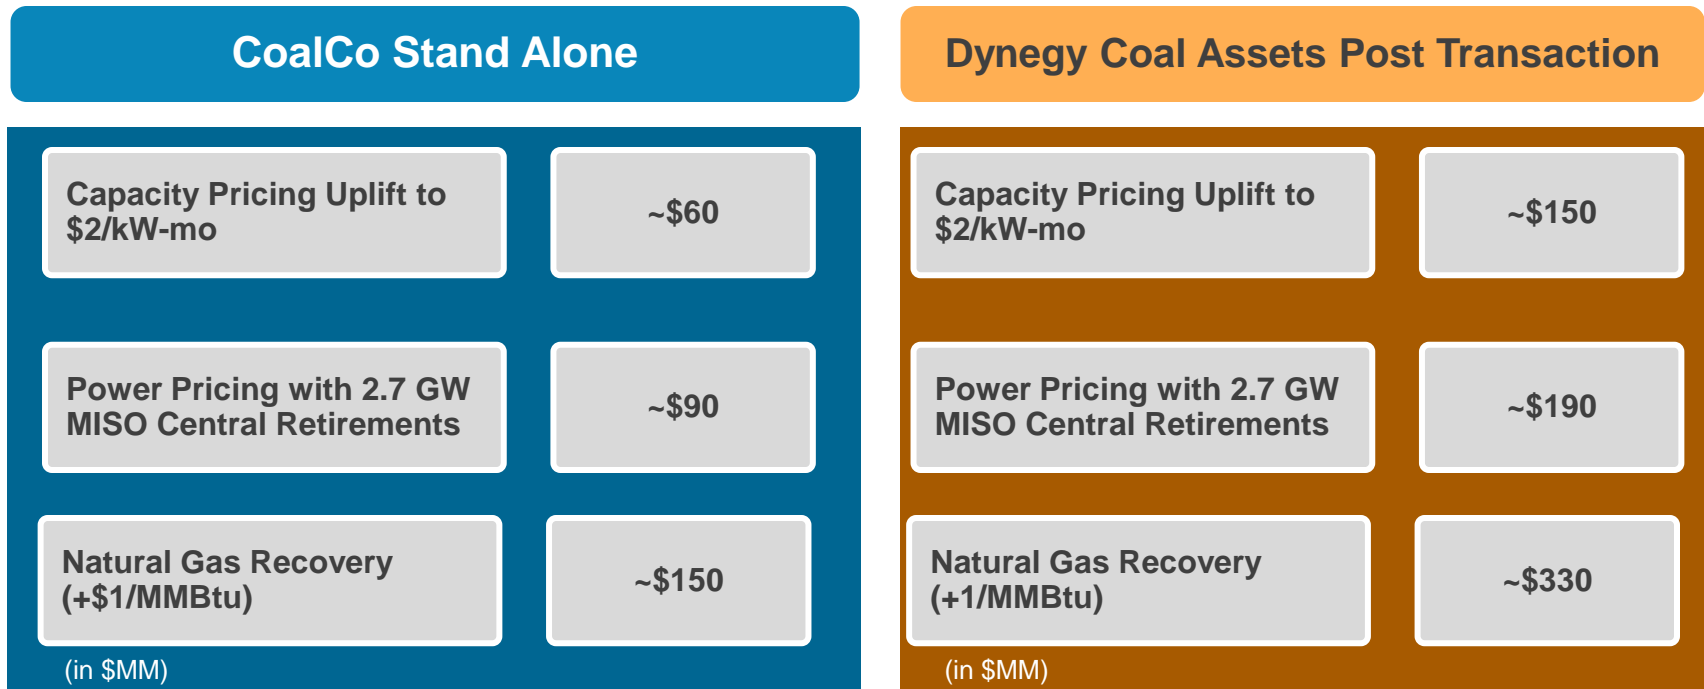 CoalCo Stand Alone
Capacity Pricing Uplift to
$2/kW-mo
~$60
Power Pricing with 2.7 GW
MISO Central Retirements
~$90
Natural Gas Recovery
(+$1/MMBtu)
~$150
(in $MM)
Dynegy Coal Assets Post Transaction
Capacity Pricing Uplift to
$2/kW-mo
~$150
Power Pricing with 2.7 GW
MISO Central Retirements
~$190
Natural Gas Recovery
(+1/MMBtu)
~$330
(in $MM)